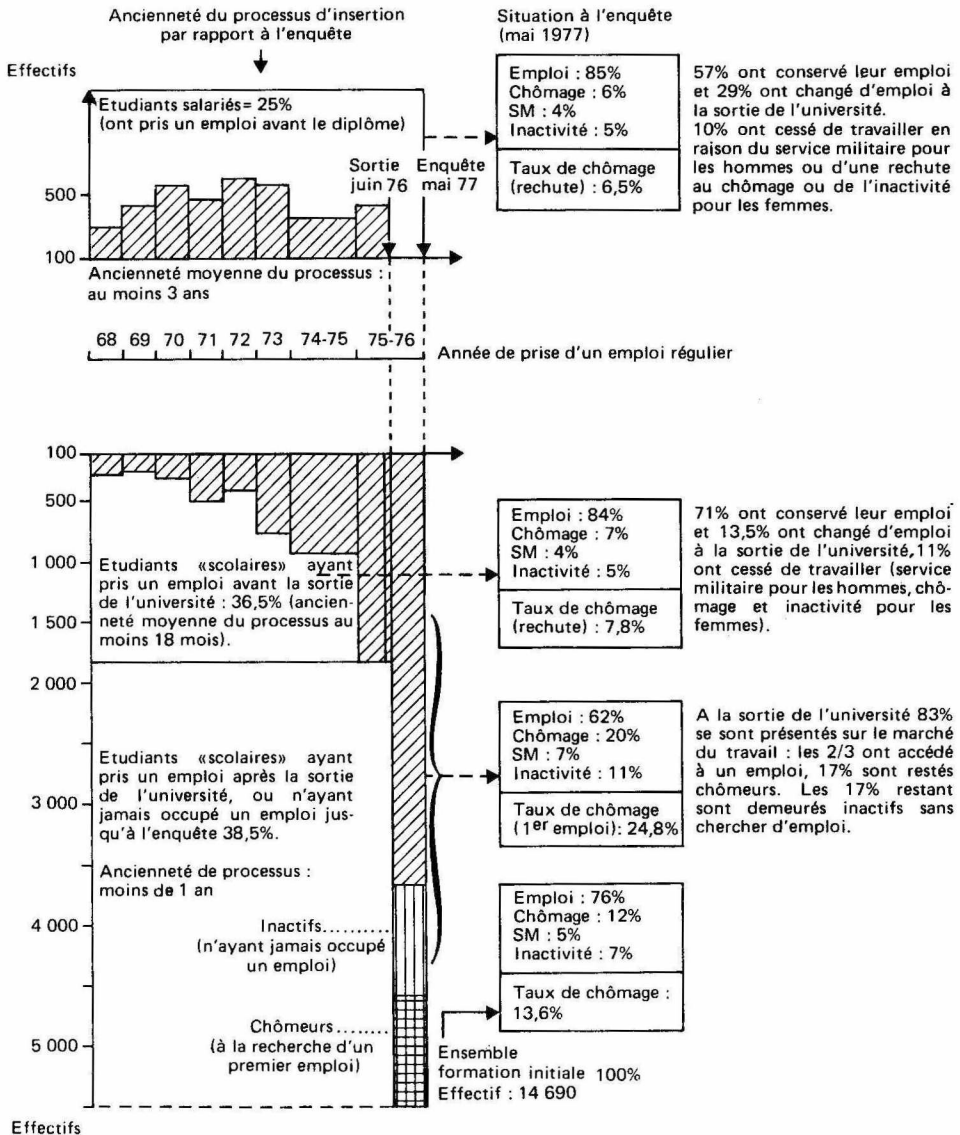 Ancienneté du processus d'insertion
par rapport à l'enquête
Situation à l'enquête
(mai 1977)
Effectifs
Etudiants salariés= 25%
(ont pris un emploi avant le diplôme)
Sortie
juin 76
Enquête
mai 77
500
100
Ancienneté moyenne du processus :
au moins 3 ans
Emploi : 85%
Chômage : 6%
SM : 4%
Inactivité : 5%
Taux de chômage
(rechute) : 6,5%
57% ont conservé leur emploi
et 29% ont changé d'emploi à
la sortie de l'université.
10% ont cessé de travailler en
raison du service militaire pour
les hommes ou d'une rechute
au chômage ou de l'inactivité
pour les femmes.
68 69 70 71 72 73 74-75 75-76
Année de prise d'un emploi régulier
100
500
1 000
1 500
2 000
3 000
4 000
5 000
Effectifs
Etudiants «scolaires» ayant
pris un emploi avant la sortie
de l'université : 36,5% (ancien-
neté moyenne du processus au
moins 18 mois).
Emploi : 84%
Chômage : 7%
SM : 4%
Inactivité : 5%
Taux de chômage
(rechute) : 7,8%
71% ont conservé leur emploi
et 13,5% ont changé d'emploi
à la sortie de l'université, 11%
ont cessé de travailler (service
militaire pour les hommes, chô-
mage et inactivité pour les
femmes).
Etudiants «scolaires» ayant
pris un emploi après la sortie
de l'université, ou n'ayant
jamais occupé un emploi jus-
qu'à l'enquête 38,5%.
Ancienneté de processus :
moins de 1 an
Emploi : 62%
Chômage : 20%
SM : 7%
Inactivité : 11%
Taux de chômage
(1er emploi): 24,8%
A la sortie de l'université 83%
se sont présentés sur le marché
du travail : les 2/3 ont accédé
à un emploi, 17% sont restés
chômeurs. Les 17% restant
sont demeurés inactifs sans
chercher d'emploi.
Inactifs..........
(n'ayant jamais occupé
un emploi)
Chômeurs........
(à la recherche d'un
premier emploi)
Emploi : 76%
Chômage : 12%
SM : 5%
Inactivité : 7%
Taux de chômage :
13,6%
Ensemble
formation initiale 100%
Effectif : 14 690